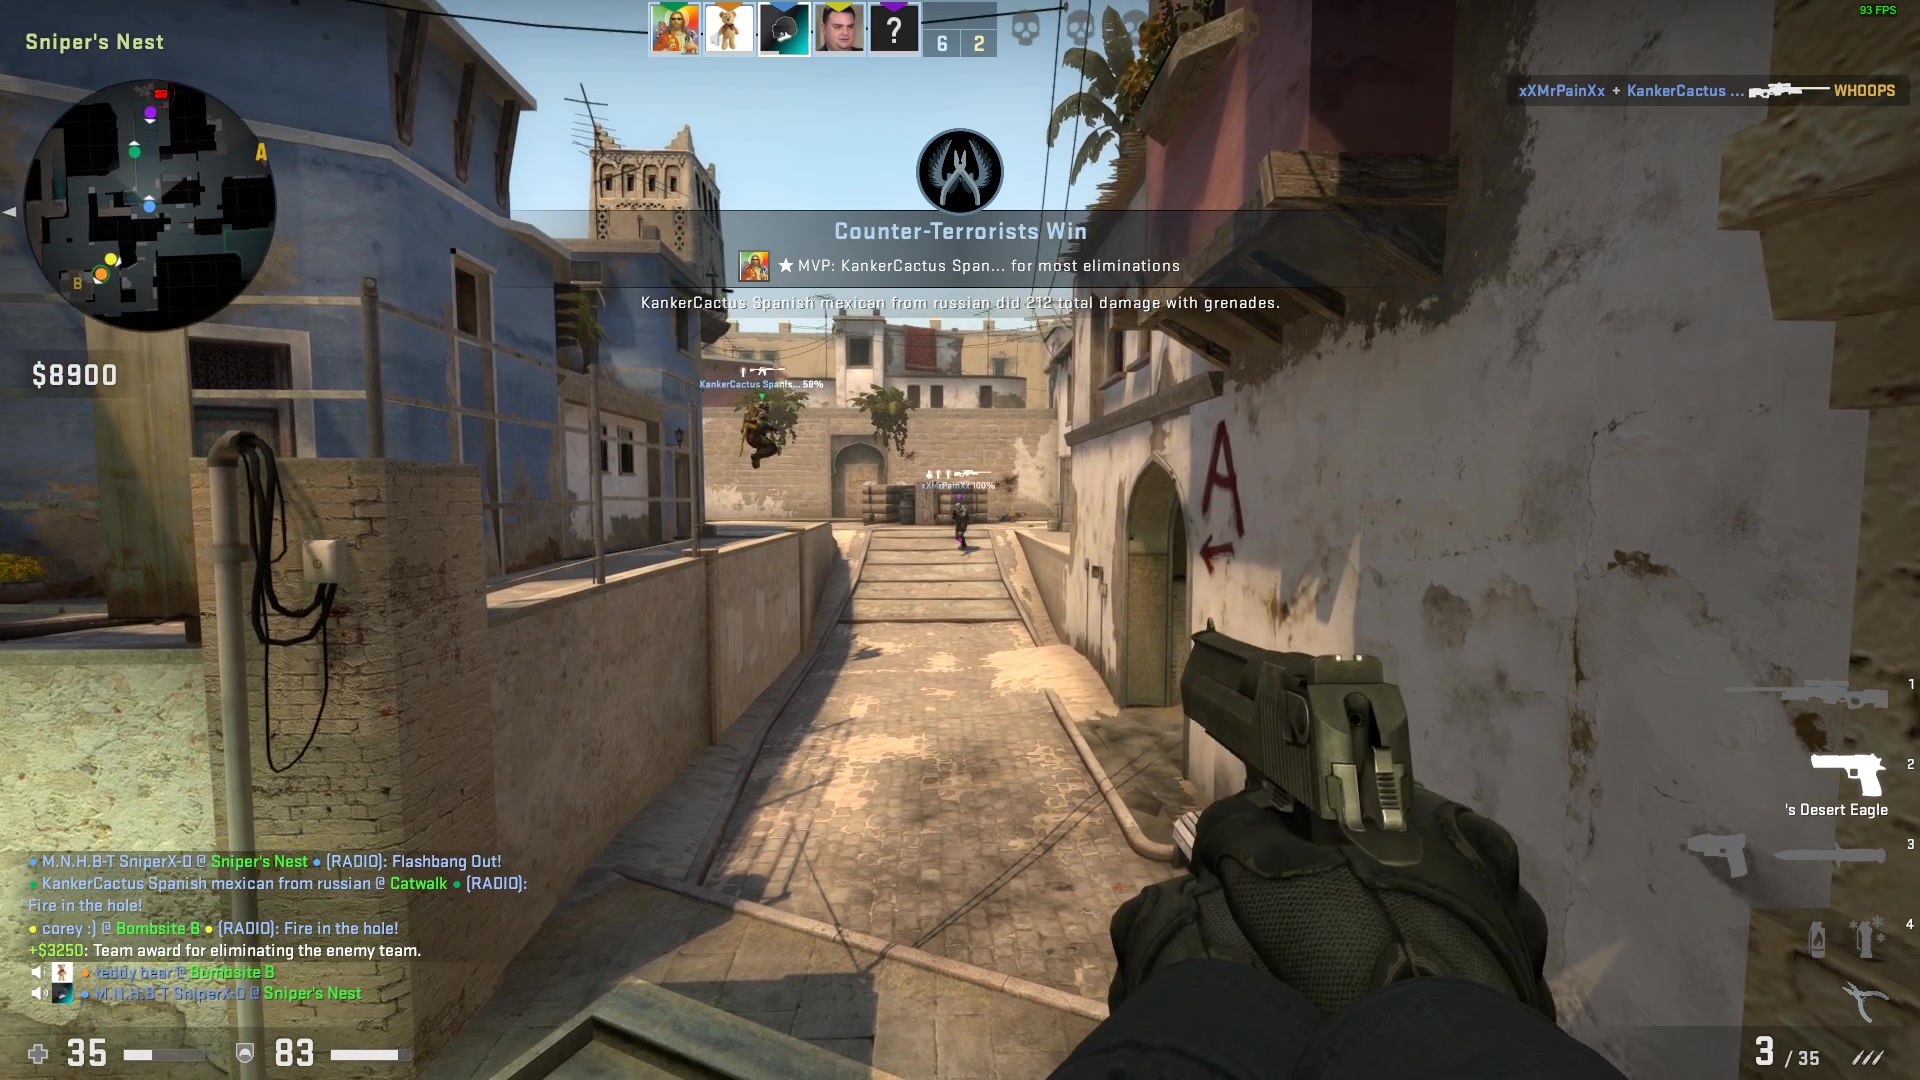 93 FPS
Sniper's Nest
?
6 2
A
xXMrPainXx + KankerCactus ... WHOOPS
B
Counter-Terrorists Win
MVP: KankerCactus Span... for most eliminations
KankerCactus Spanish mexican from russian did 212 total damage with grenades.
$8900
KankerCactus Spanis... 58%
xXMrPainXx 100%
A
1
2
's Desert Eagle
3
4
• M.N.H.B-T SniperX-D @ Sniper's Nest • (RADIO): Flashbang Out!
• KankerCactus Spanish mexican from russian @ Catwalk • (RADIO):
Fire in the hole!
• corey :) @ Bombsite B • (RADIO): Fire in the hole!
+$3250: Team award for eliminating the enemy team.
• teddy bear @ Bombsite B
• M.N.H.B-T SniperX-D @ Sniper's Nest
35 83
3 / 35